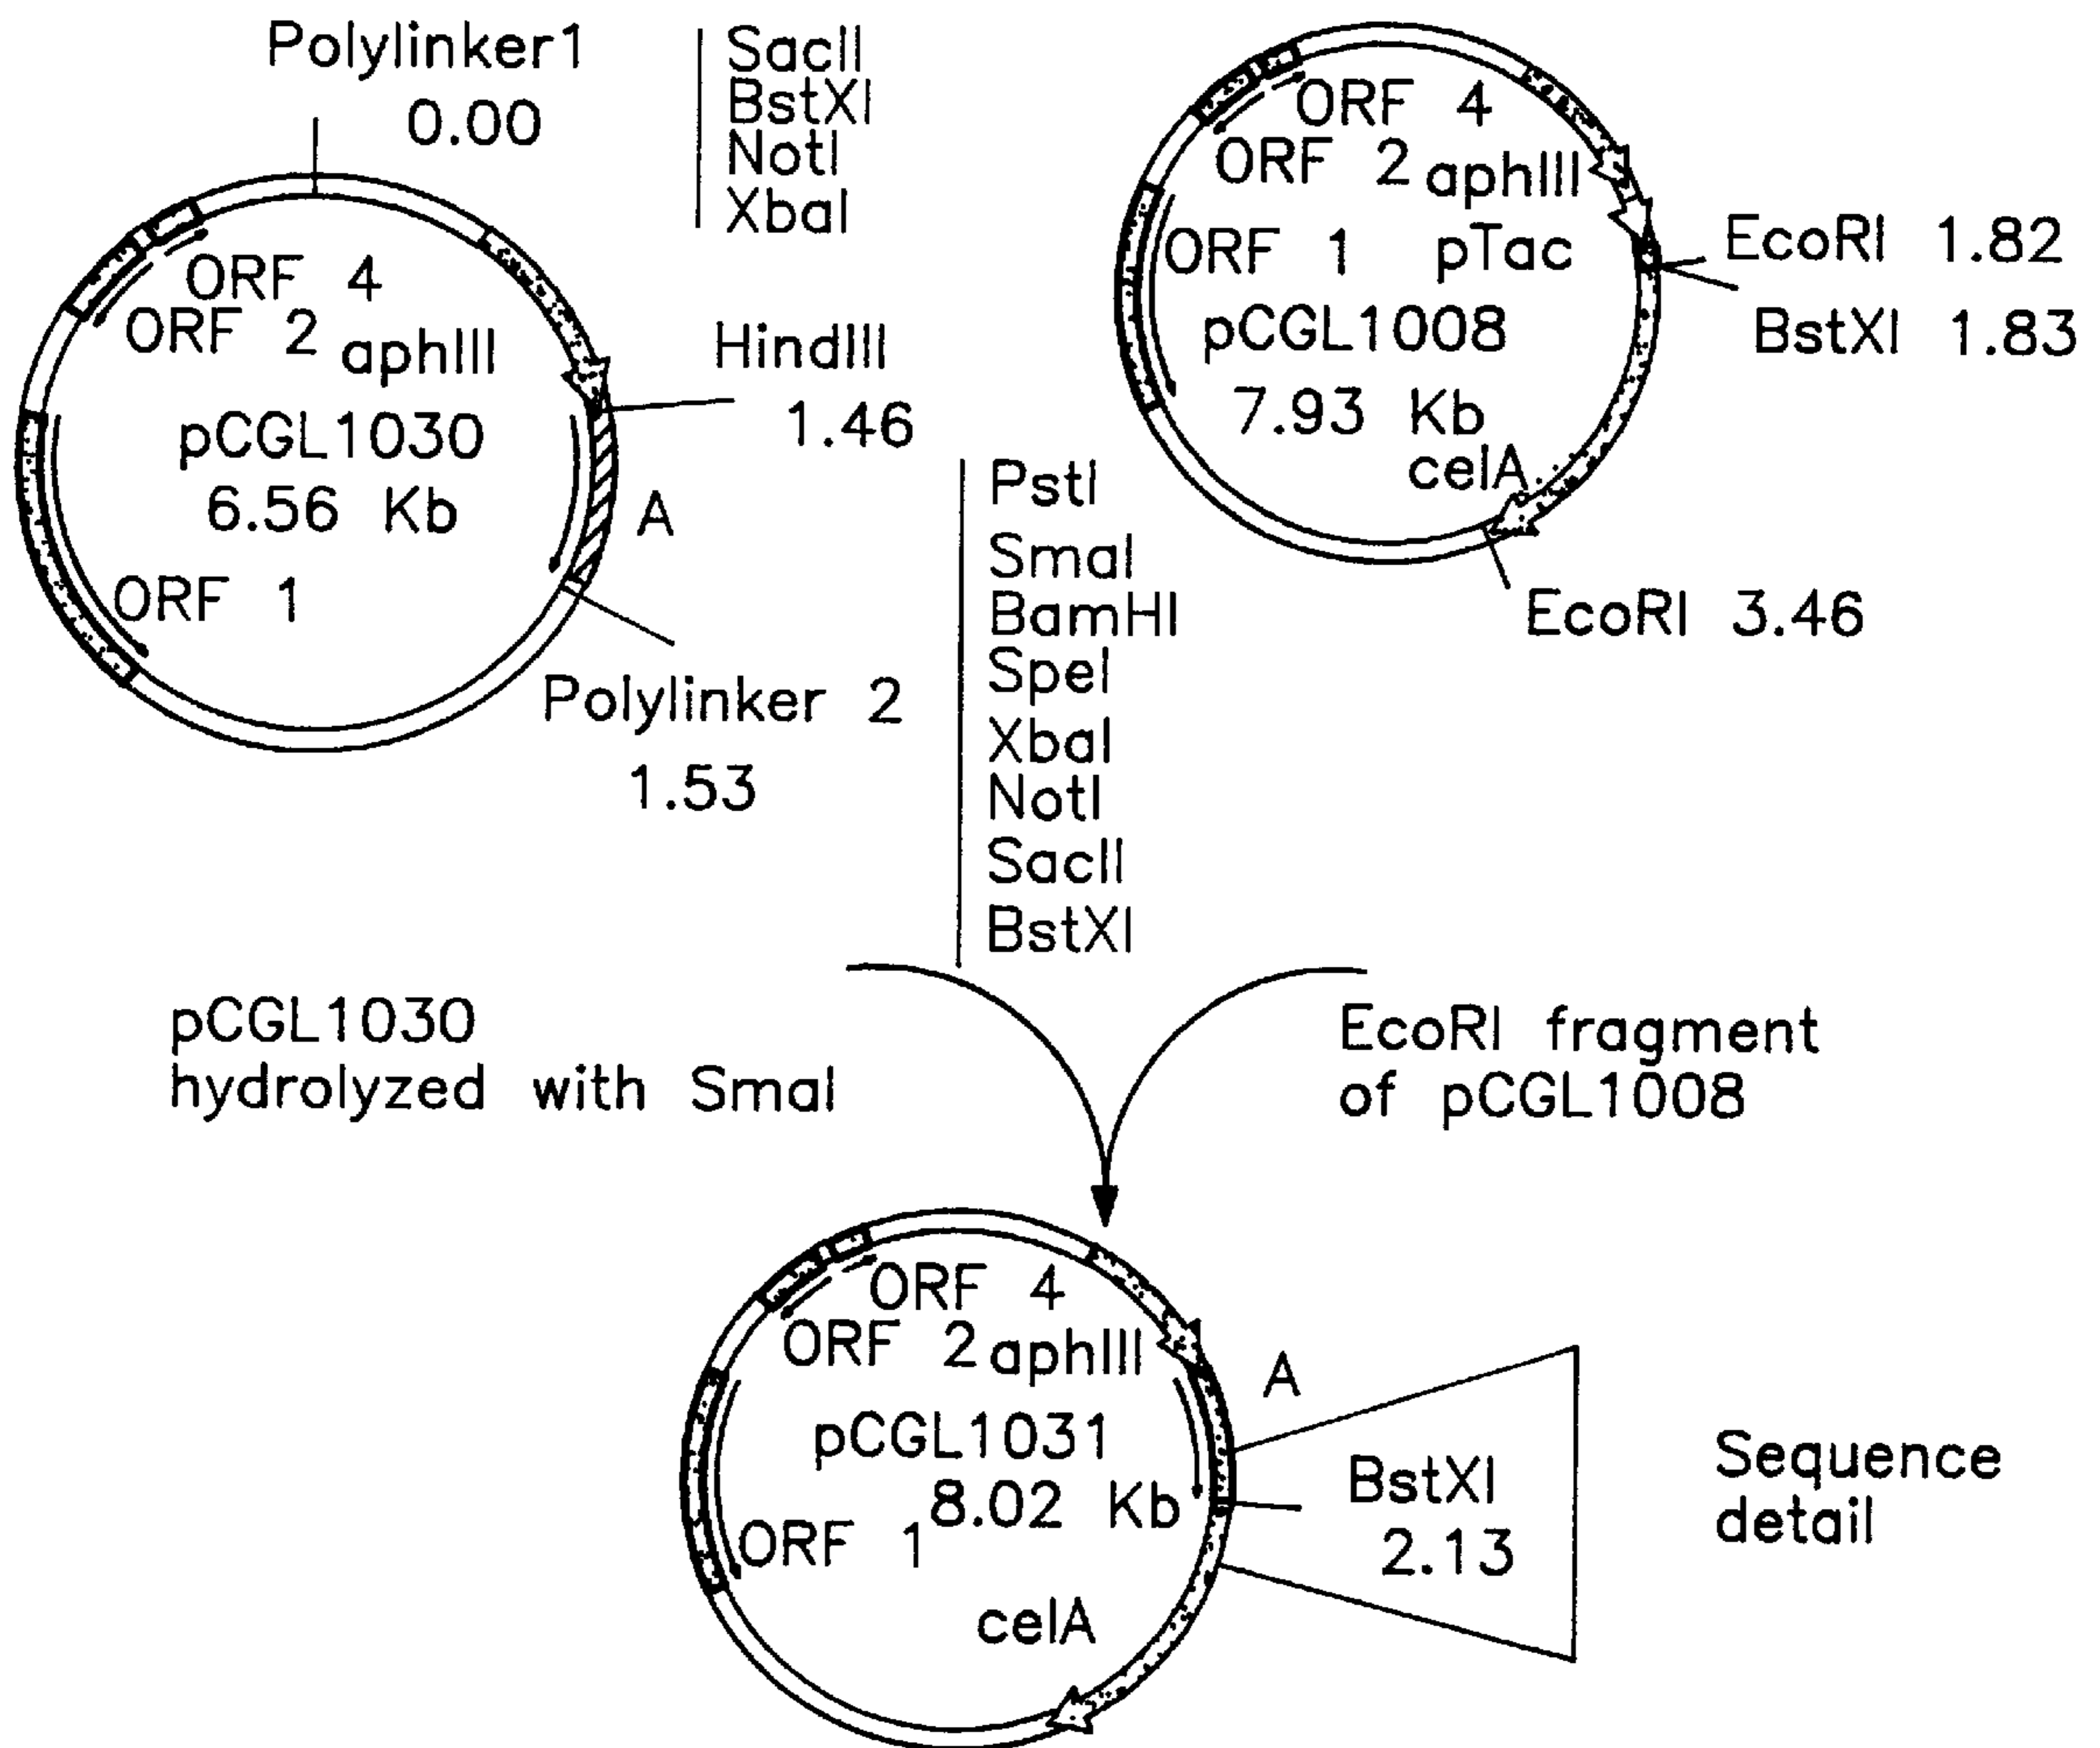 Polylinker1
0.00
SacII
BstXI
NotI
XbaI
ORF 4
ORF 2
aphIII
pCGL1030
6.56 Kb
ORF 1
HindIII
1.46
A
Polylinker 2
1.53
PstI
SmaI
BamHI
SpeI
XbaI
NotI
SacII
BstXI
ORF 4
ORF 2
aphIII
ORF 1
pTac
pCGL1008
7.93 Kb
celA
EcoRI 1.82
BstXI 1.83
EcoRI 3.46
pCGL1030
hydrolyzed with SmaI
EcoRI fragment
of pCGL1008
ORF 4
ORF 2
aphIII
pCGL1031
8.02 Kb
ORF 1
celA
A
BstXI
2.13
Sequence
detail